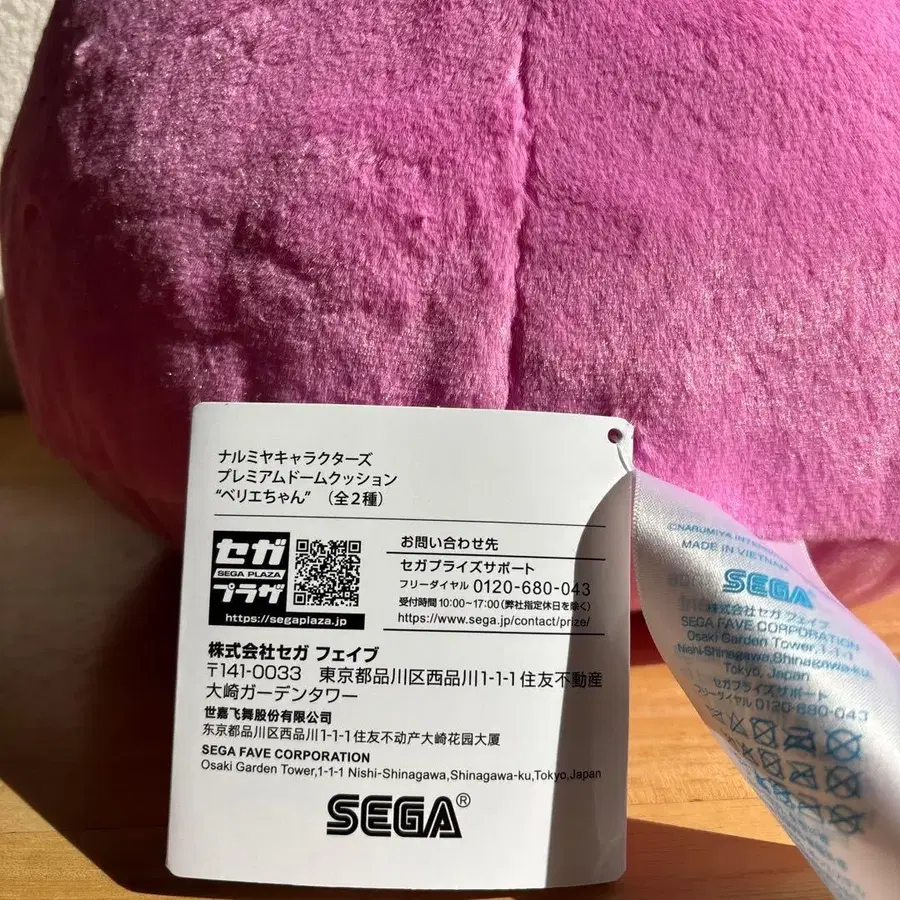 ナルミヤキャラクターズ
プレミアムドームクッション
“ベリエちゃん” （全2種）
セガ
SEGA PLAZA
プラザ
https://segaplaza.jp
お問い合わせ先
セガプライズサポート
フリーダイヤル 0120-680-043
受付時間 10:00~17:00（弊社指定休日を除く）
https://www.sega.jp/contact/prize/
株式会社セガ フェイブ
〒141-0033 東京都品川区西品川1-1-1住友不動産
大崎ガーデンタワー
世嘉飞舞股份有限公司
东京都品川区西品川1-1-1住友不动产大崎花园大厦
SEGA FAVE CORPORATION
Osaki Garden Tower,1-1-1 Nishi-Shinagawa,Shinagawa-ku,Tokyo,Japan
SEGA®
©NARUMIYA
MADE IN VIETNAM
SEGA
株式会社セガ フェイブ
SEGA FAVE CORPORATION
Osaki Garden Tower,1-1-1
Nishi-Shinagawa,Shinagawa-ku,
Tokyo, Japan
セガプライズサポート
フリーダイヤル 0120-680-043